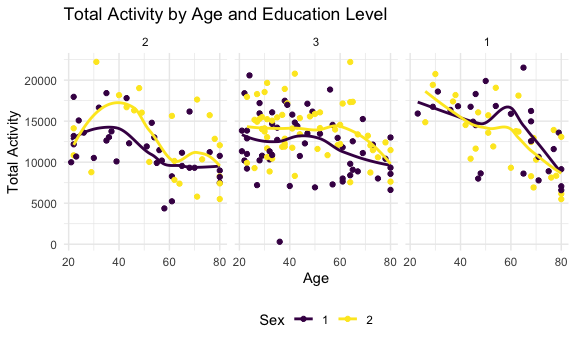 Total Activity by Age and Education Level
2 3 1
Total Activity
20000
15000
10000
5000
0
20 40 60 80 20 40 60 80 20 40 60 80
Age
Sex 1 2